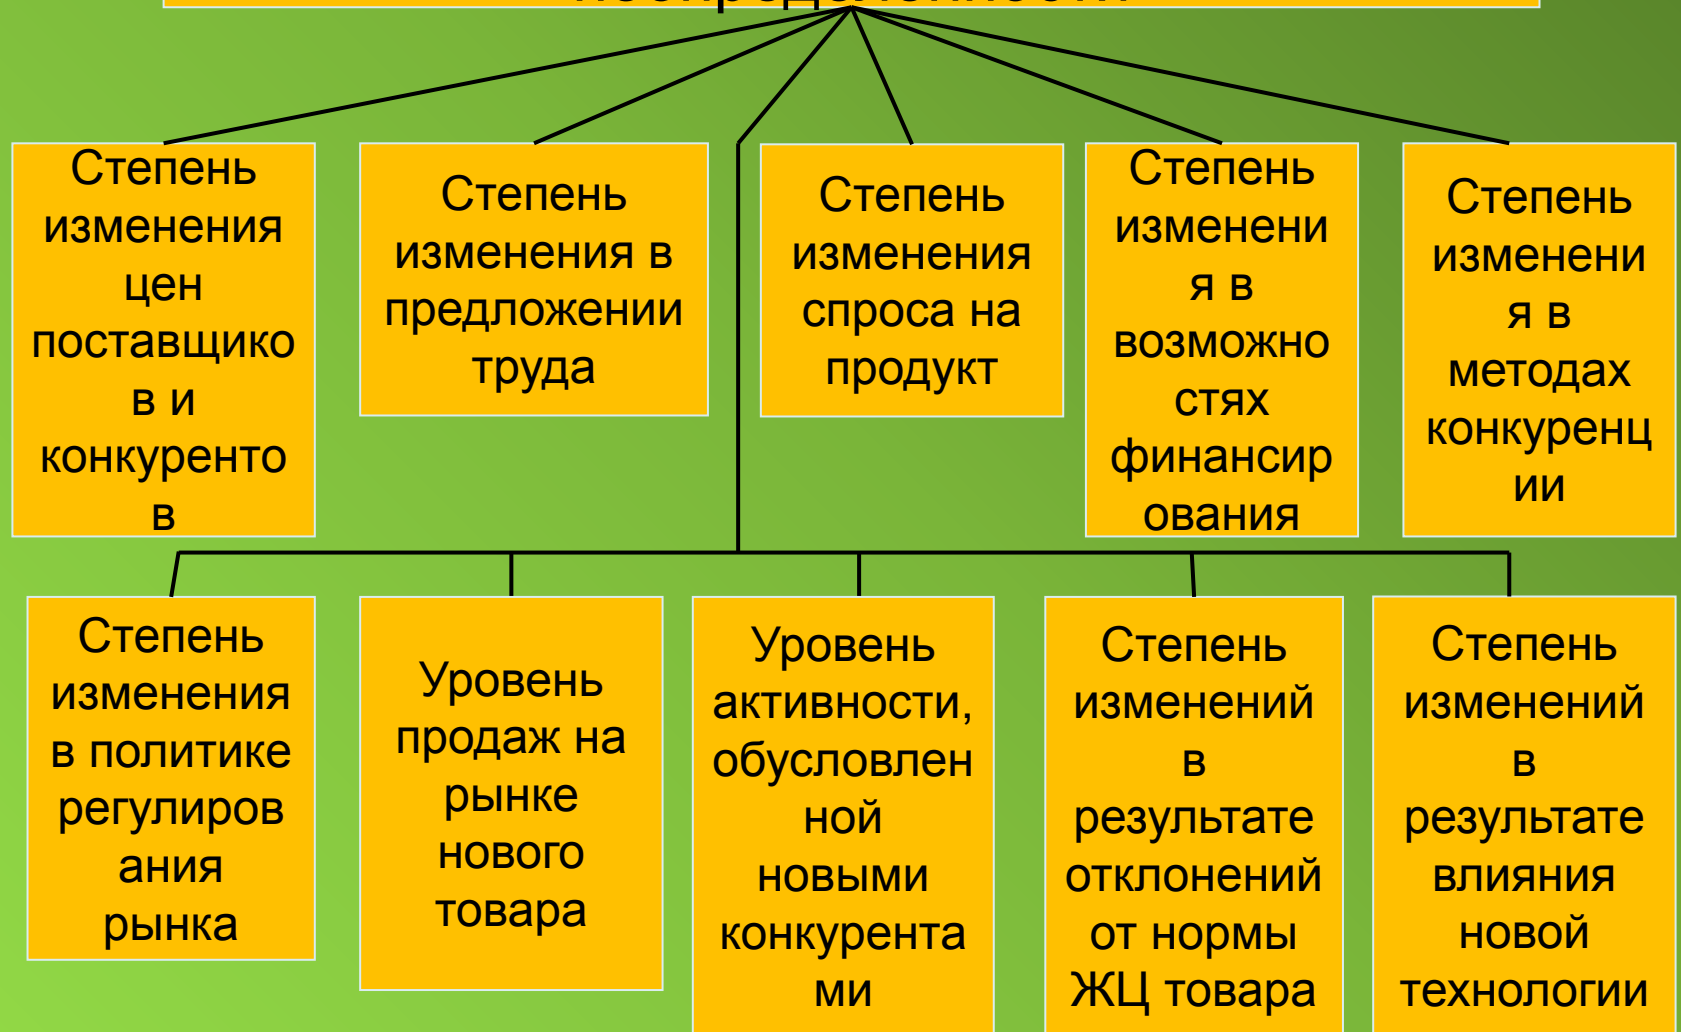 Степень
изменения
цен
поставщико
в и
конкуренто
в
Степень
изменения в
предложении
труда
Степень
изменения
спроса на
продукт
Степень
изменени
я в
возможно
стях
финансир
ования
Степень
изменени
я в
методах
конкуренц
ии
Степень
изменения
в политике
регулиров
ания
рынка
Уровень
продаж на
рынке
нового
товара
Уровень
активности,
обусловлен
ной
новыми
конкурента
ми
Степень
изменений
в
результате
отклонений
от нормы
ЖЦ товара
Степень
изменений
в
результате
влияния
новой
технологии